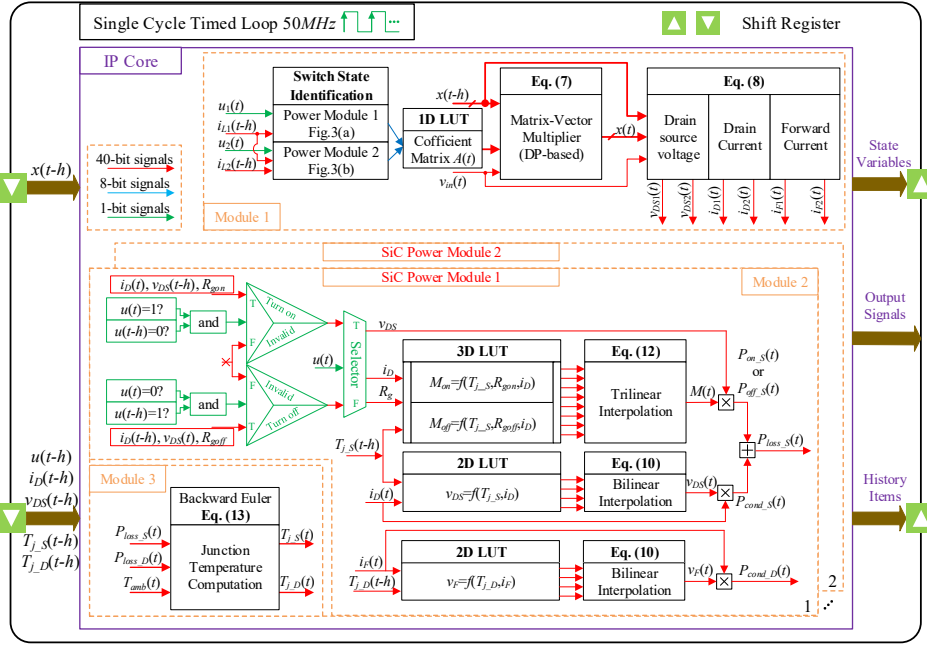 Single Cycle Timed Loop 50MHz
Shift Register
IP Core
x(t-h)
40-bit signals
8-bit signals
1-bit signals
Module 1
u1(t)
iL1(t-h)
u2(t)
iL2(t-h)
Switch State
Identification
Power Module 1
Fig.3(a)
Power Module 2
Fig.3(b)
1D LUT
Cofficient
Matrix A(t)
x(t-h)
vin(t)
Eq. (7)
Matrix-Vector
Multiplier
(DP-based)
x(t)
Eq. (8)
Drain
source
voltage
Drain
Current
Forward
Current
vDS1(t)
vDS2(t)
iD1(t)
iD2(t)
iF1(t)
iF2(t)
State
Variables
Output
Signals
History
Items
SiC Power Module 2
SiC Power Module 1
Module 2
iD(t), vDS(t-h), Rgon
u(t)=1?
u(t-h)=0?
and
T
Turn on
Invalid
F
u(t)=0?
u(t-h)=1?
and
F
Invalid
Turn off
T
iD(t-h), vDS(t), Rgoff
u(t)
T
Selector
F
vDS
iD
Rg
Tj_S(t-h)
iD(t)
3D LUT
Mon=f(Tj_S,Rgon,iD)
Moff=f(Tj_S,Rgoff,iD)
Eq. (12)
Trilinear
Interpolation
M(t)
Pon_S(t)
or
Poff_S(t)
Ploss_S(t)
2D LUT
vDS=f(Tj_S,iD)
Eq. (10)
Bilinear
Interpolation
vDS(t)
Pcond_S(t)
iF(t)
Tj_D(t-h)
2D LUT
vF=f(Tj_D,iF)
Eq. (10)
Bilinear
Interpolation
vF(t)
Pcond_D(t)
2
1
u(t-h)
iD(t-h)
vDS(t-h)
Tj_S(t-h)
Tj_D(t-h)
Module 3
Ploss_S(t)
Ploss_D(t)
Tamb(t)
Backward Euler
Eq. (13)
Junction
Temperature
Computation
Tj_S(t)
Tj_D(t)